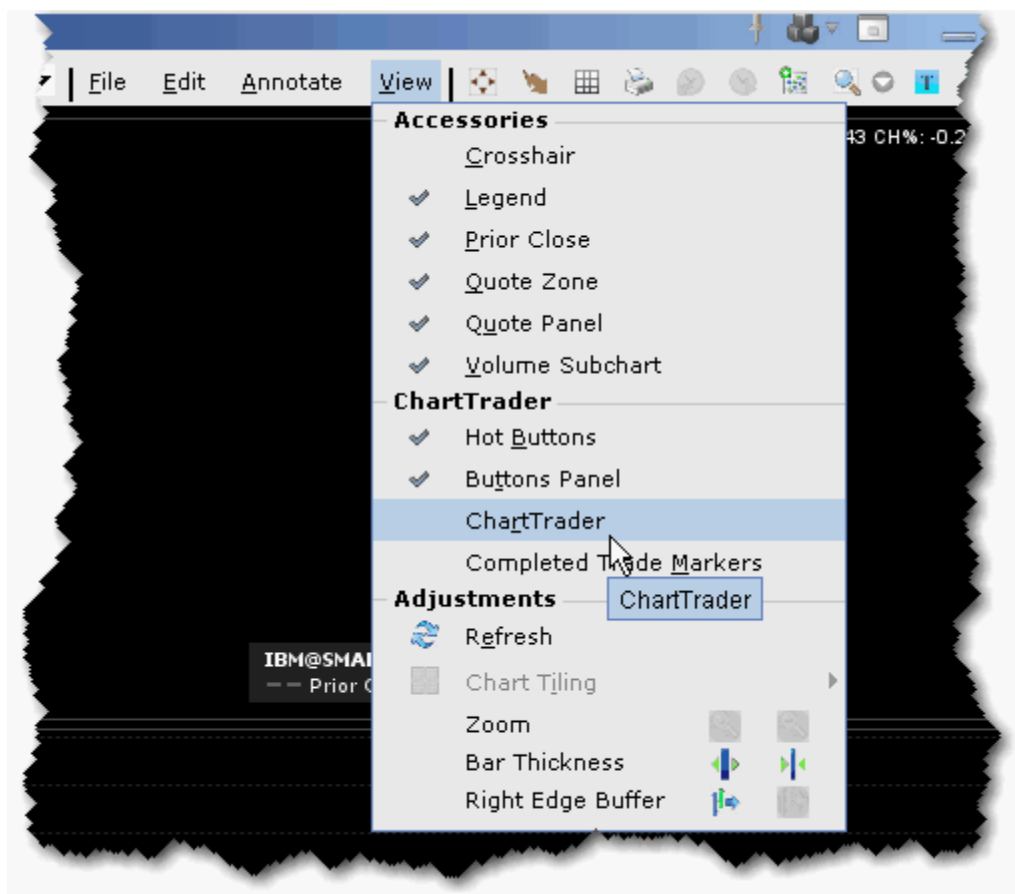 File Edit Annotate View T
Accessories
43 CH%: -0.2
Crosshair
Legend
Prior Close
Quote Zone
Quote Panel
Volume Subchart
ChartTrader
Hot Buttons
Buttons Panel
ChartTrader
Completed Trade Markers
Adjustments
ChartTrader
Refresh
IBM@SMA
Prior
Chart Tiling
Zoom
Bar Thickness
Right Edge Buffer